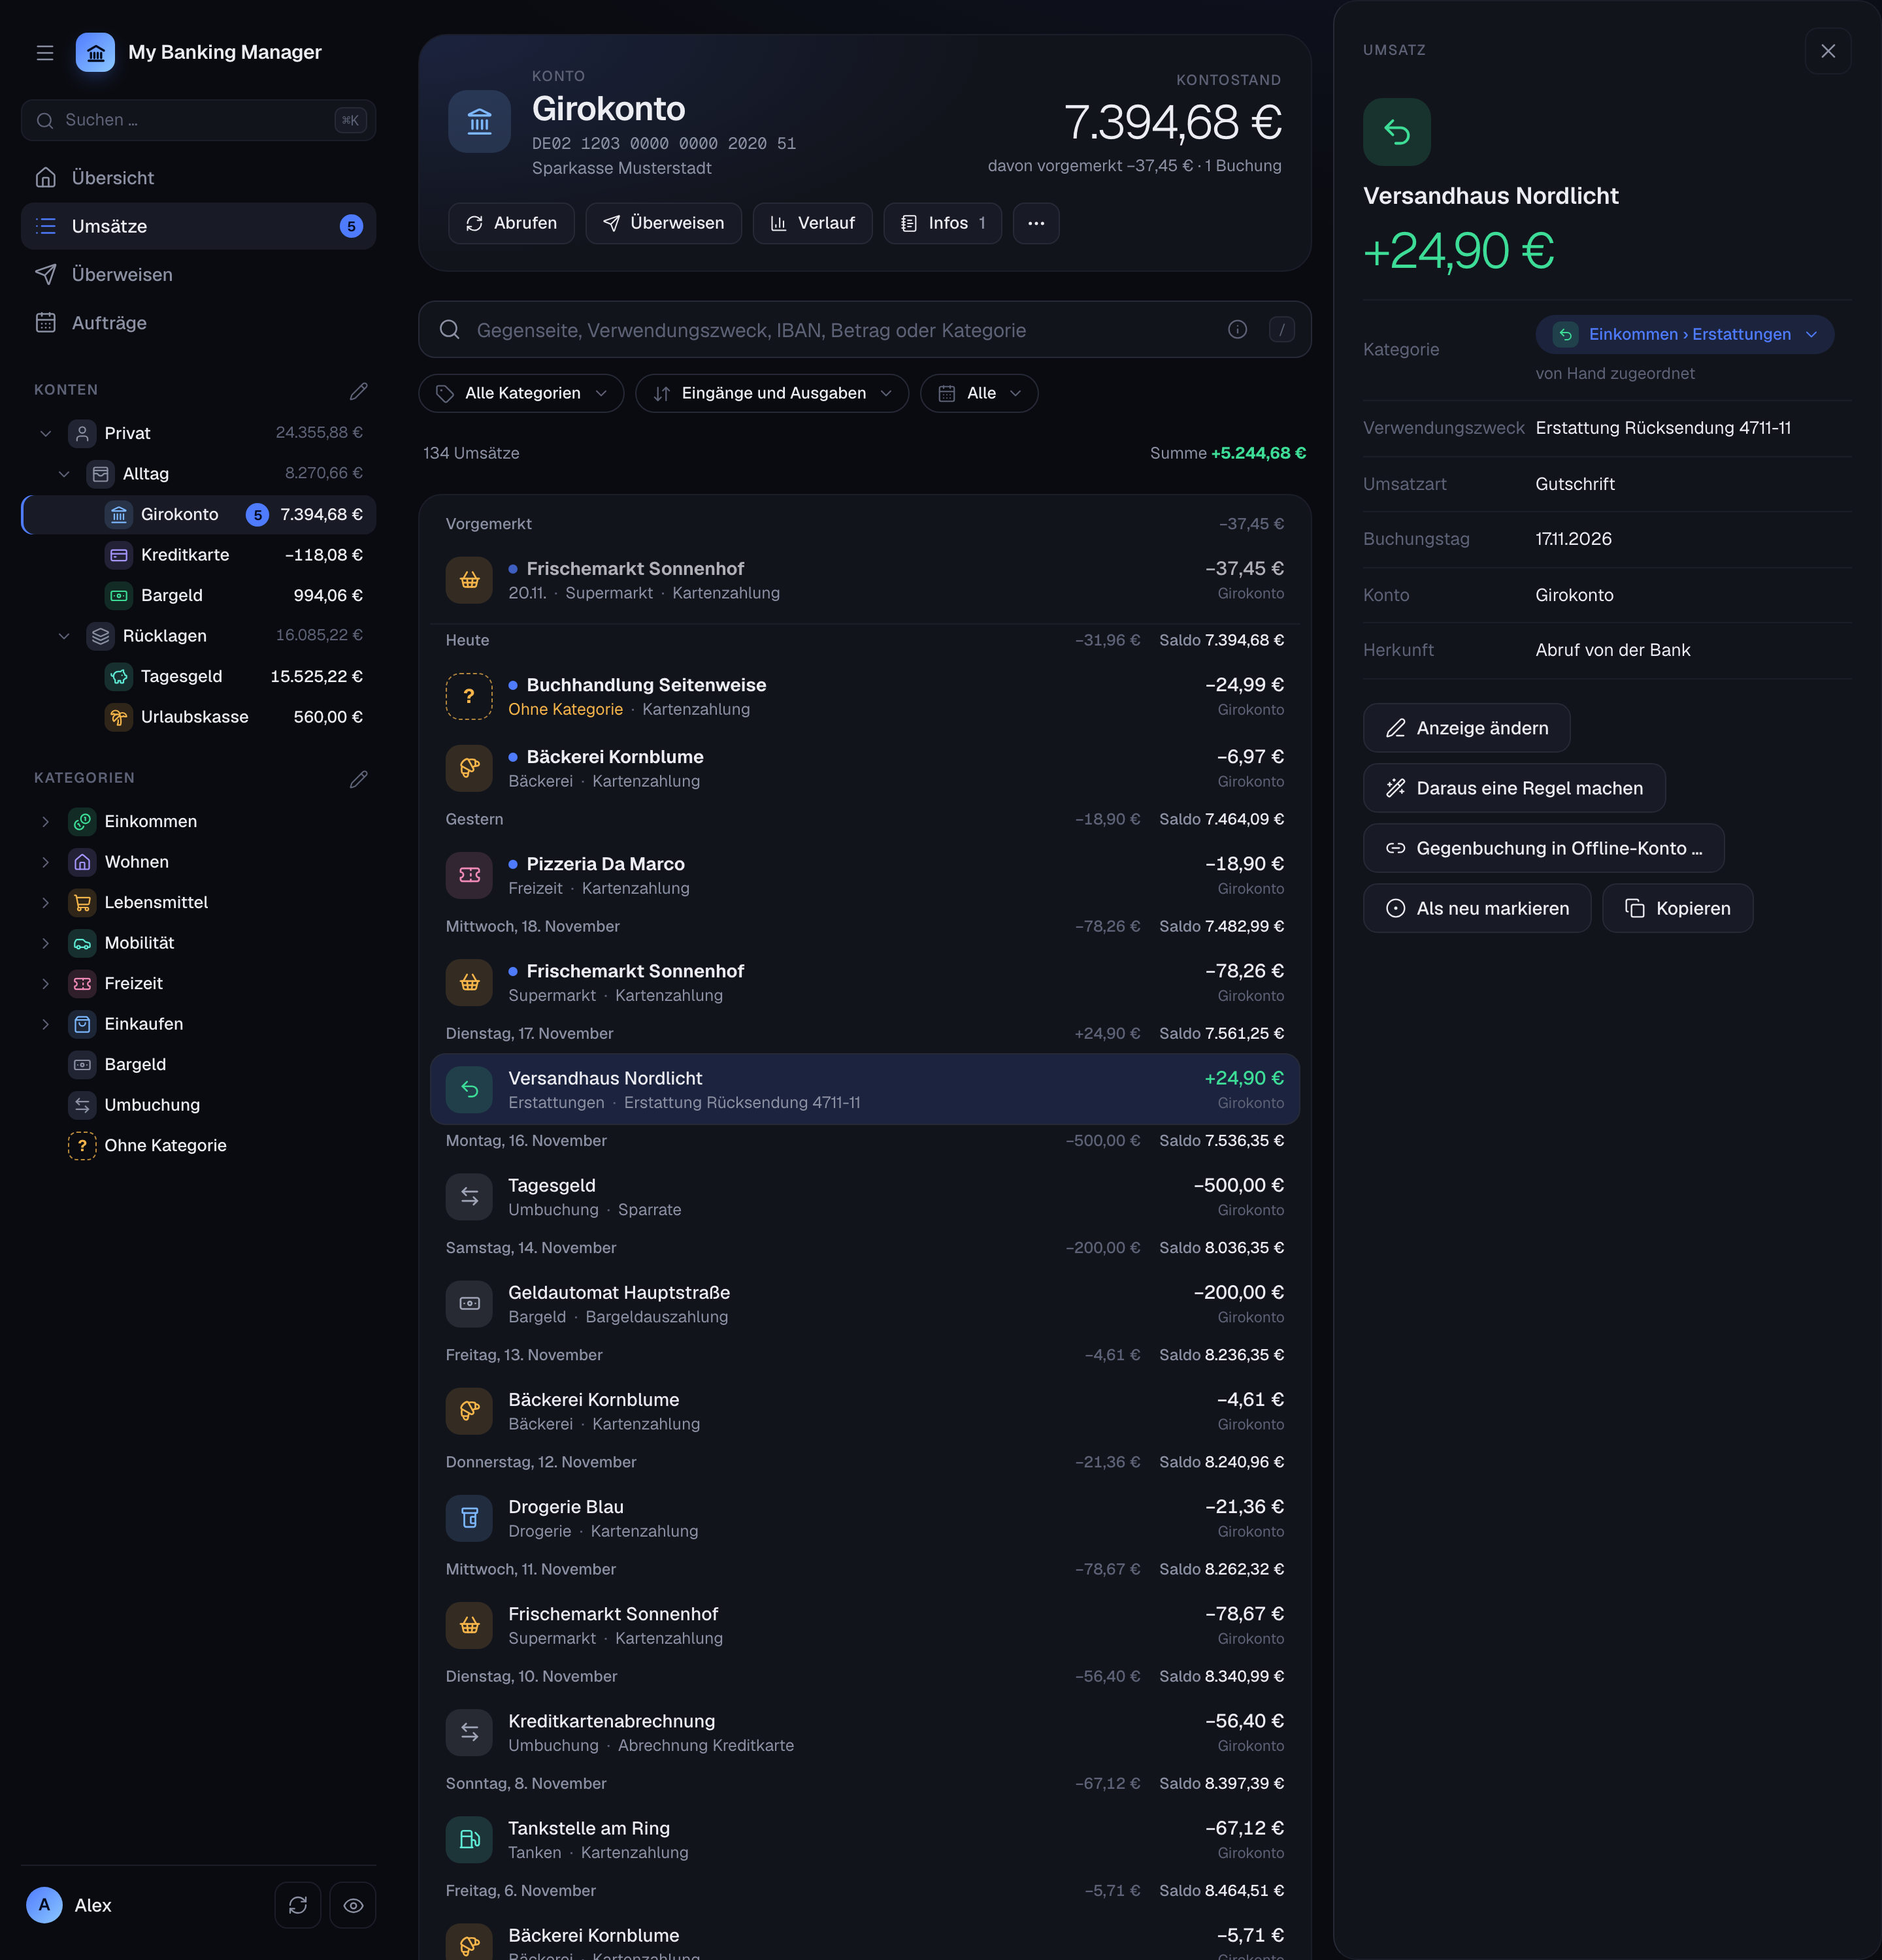 My Banking Manager
Suchen …
⌘K
Übersicht
Umsätze
5
Überweisen
Aufträge
KONTEN
Privat 24.355,88 €
Alltag 8.270,66 €
Girokonto 5 7.394,68 €
Kreditkarte −118,08 €
Bargeld 994,06 €
Rücklagen 16.085,22 €
Tagesgeld 15.525,22 €
Urlaubskasse 560,00 €
KATEGORIEN
Einkommen
Wohnen
Lebensmittel
Mobilität
Freizeit
Einkaufen
Bargeld
Umbuchung
? Ohne Kategorie
A Alex
KONTO
Girokonto
DE02 1203 0000 0000 2020 51
Sparkasse Musterstadt
KONTOSTAND
7.394,68 €
davon vorgemerkt −37,45 € · 1 Buchung
Abrufen
Überweisen
Verlauf
Infos 1
Gegenseite, Verwendungszweck, IBAN, Betrag oder Kategorie
/
Alle Kategorien
Eingänge und Ausgaben
Alle
134 Umsätze
Summe +5.244,68 €
Vorgemerkt −37,45 €
Frischemarkt Sonnenhof −37,45 €
20.11. · Supermarkt · Kartenzahlung Girokonto
Heute −31,96 € Saldo 7.394,68 €
?
Buchhandlung Seitenweise −24,99 €
Ohne Kategorie · Kartenzahlung Girokonto
Bäckerei Kornblume −6,97 €
Bäckerei · Kartenzahlung Girokonto
Gestern −18,90 € Saldo 7.464,09 €
Pizzeria Da Marco −18,90 €
Freizeit · Kartenzahlung Girokonto
Mittwoch, 18. November −78,26 € Saldo 7.482,99 €
Frischemarkt Sonnenhof −78,26 €
Supermarkt · Kartenzahlung Girokonto
Dienstag, 17. November +24,90 € Saldo 7.561,25 €
Versandhaus Nordlicht +24,90 €
Erstattungen · Erstattung Rücksendung 4711-11 Girokonto
Montag, 16. November −500,00 € Saldo 7.536,35 €
Tagesgeld −500,00 €
Umbuchung · Sparrate Girokonto
Samstag, 14. November −200,00 € Saldo 8.036,35 €
Geldautomat Hauptstraße −200,00 €
Bargeld · Bargeldauszahlung Girokonto
Freitag, 13. November −4,61 € Saldo 8.236,35 €
Bäckerei Kornblume −4,61 €
Bäckerei · Kartenzahlung Girokonto
Donnerstag, 12. November −21,36 € Saldo 8.240,96 €
Drogerie Blau −21,36 €
Drogerie · Kartenzahlung Girokonto
Mittwoch, 11. November −78,67 € Saldo 8.262,32 €
Frischemarkt Sonnenhof −78,67 €
Supermarkt · Kartenzahlung Girokonto
Dienstag, 10. November −56,40 € Saldo 8.340,99 €
Kreditkartenabrechnung −56,40 €
Umbuchung · Abrechnung Kreditkarte Girokonto
Sonntag, 8. November −67,12 € Saldo 8.397,39 €
Tankstelle am Ring −67,12 €
Tanken · Kartenzahlung Girokonto
Freitag, 6. November −5,71 € Saldo 8.464,51 €
Bäckerei Kornblume −5,71 €
Bäckerei · Kartenzahlung Girokonto
UMSATZ
Versandhaus Nordlicht
+24,90 €
Kategorie Einkommen › Erstattungen
von Hand zugeordnet
Verwendungszweck Erstattung Rücksendung 4711-11
Umsatzart Gutschrift
Buchungstag 17.11.2026
Konto Girokonto
Herkunft Abruf von der Bank
Anzeige ändern
Daraus eine Regel machen
Gegenbuchung in Offline-Konto …
Als neu markieren
Kopieren